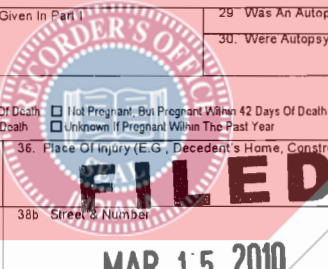 Given In Part I
29 Was An Autop
30. Were Autopsy
RECORDER'S OFFICE
Of Death ☐ Not Pregnant, But Pregnant Within 42 Days Of Death
Death ☐ Unknown If Pregnant Within The Past Year
36. Place Of Injury (E.G., Decedent's Home, Constr
SEAL
FILED
38b Street & Number
MAR 15 2010